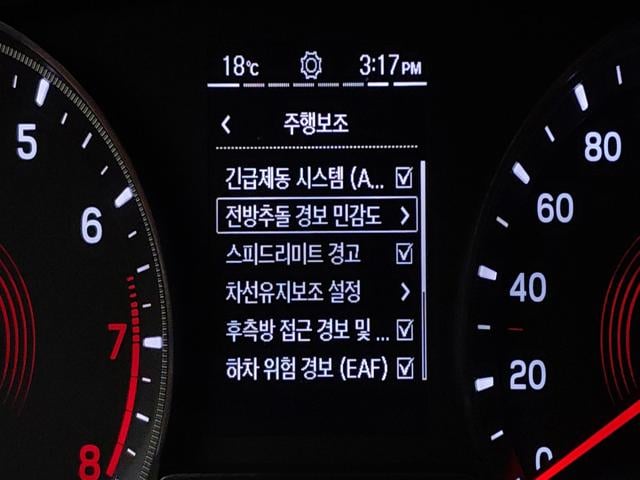 18℃ 3:17PM
주행보조
긴급제동 시스템 (A...
전방추돌 경보 민감도
스피드리미트 경고
차선유지보조 설정
후측방 접근 경보 및 ...
하차 위험 경보 (EAF)
5
6
7
8
80
60
40
20
0